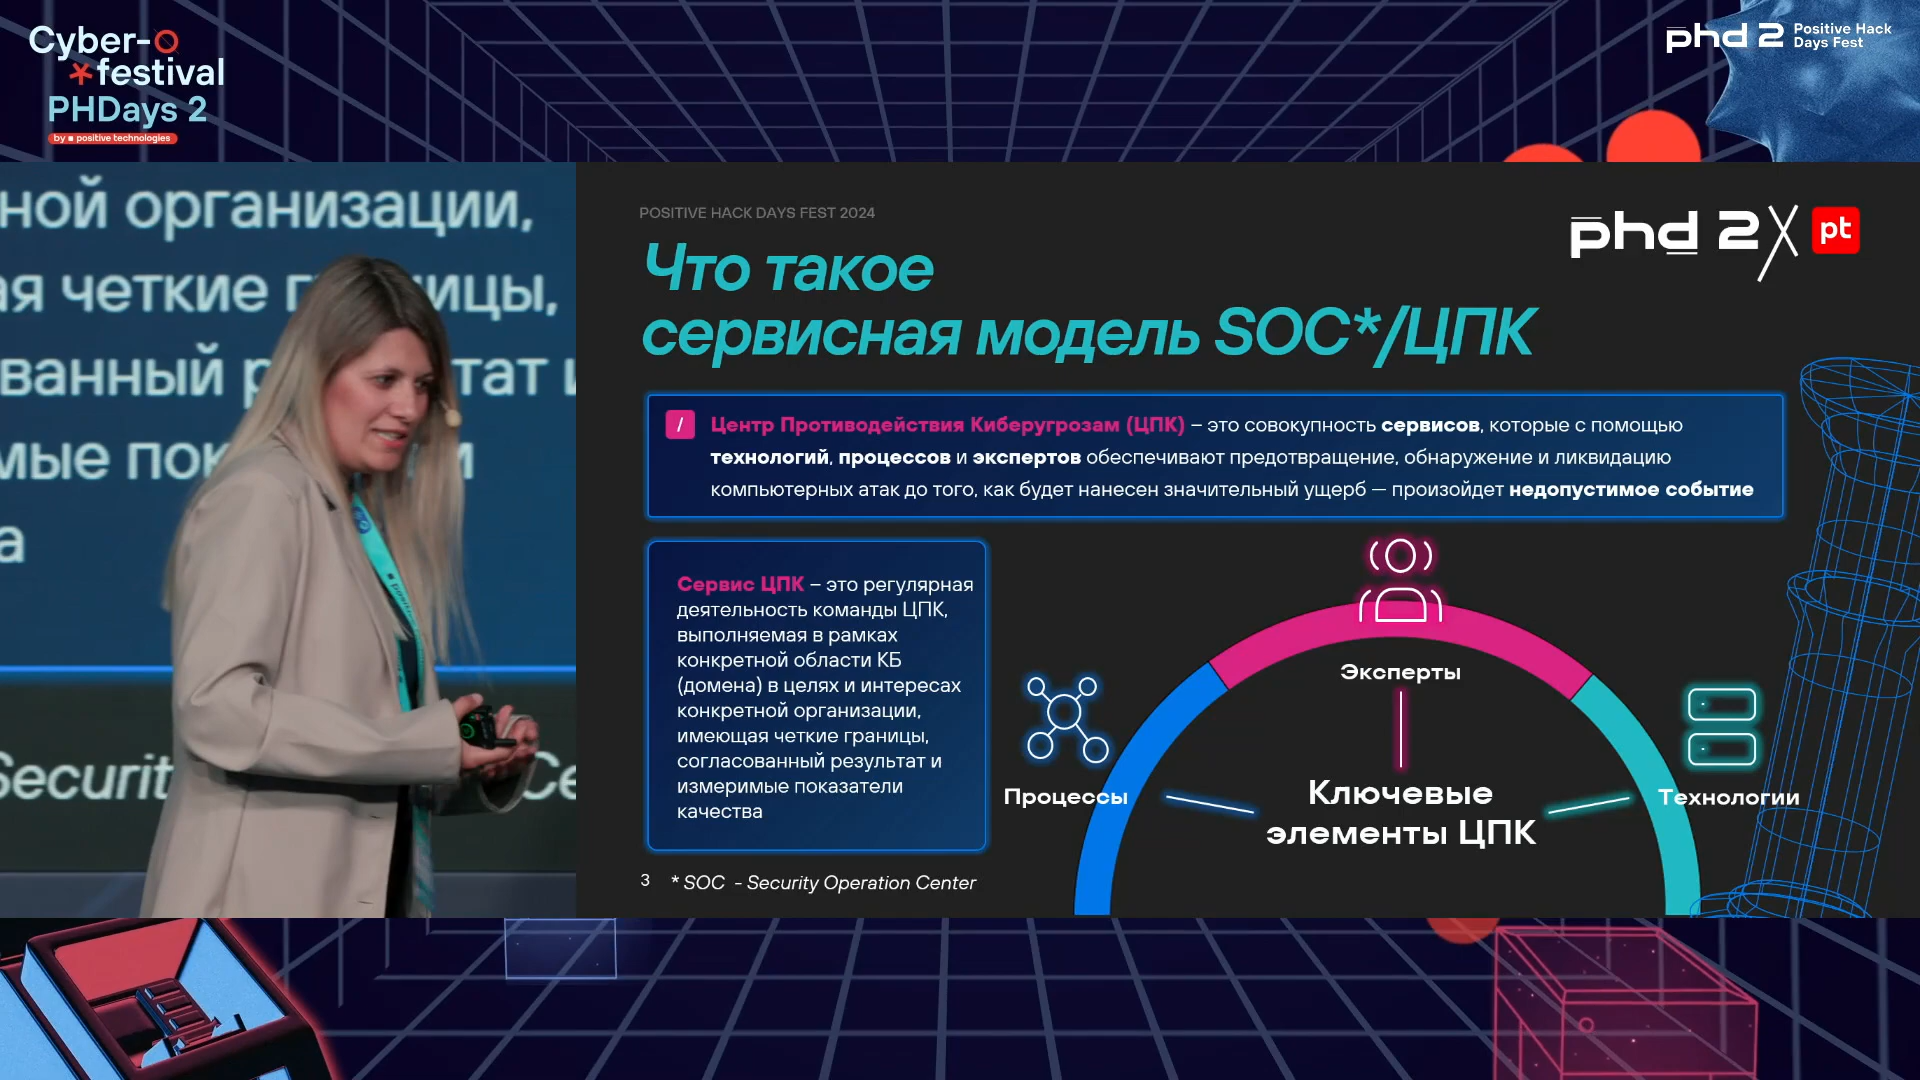 Cyber-
festival
PHDays 2
by positive technologies
phd 2 Positive Hack
Days Fest
ной организации,
ая четкие г ицы,
ванный р тат и
мые пок и
а
Securit Ce
POSITIVE HACK DAYS FEST 2024
phd 2 pt
Что такое
сервисная модель SOC*/ЦПК
/ Центр Противодействия Киберугрозам (ЦПК) – это совокупность сервисов, которые с помощью
технологий, процессов и экспертов обеспечивают предотвращение, обнаружение и ликвидацию
компьютерных атак до того, как будет нанесен значительный ущерб — произойдет недопустимое событие
Сервис ЦПК – это регулярная
деятельность команды ЦПК,
выполняемая в рамках
конкретной области КБ
(домена) в целях и интересах
конкретной организации,
имеющая четкие границы,
согласованный результат и
измеримые показатели
качества
Эксперты
Процессы
Технологии
Ключевые
элементы ЦПК
3 * SOC - Security Operation Center